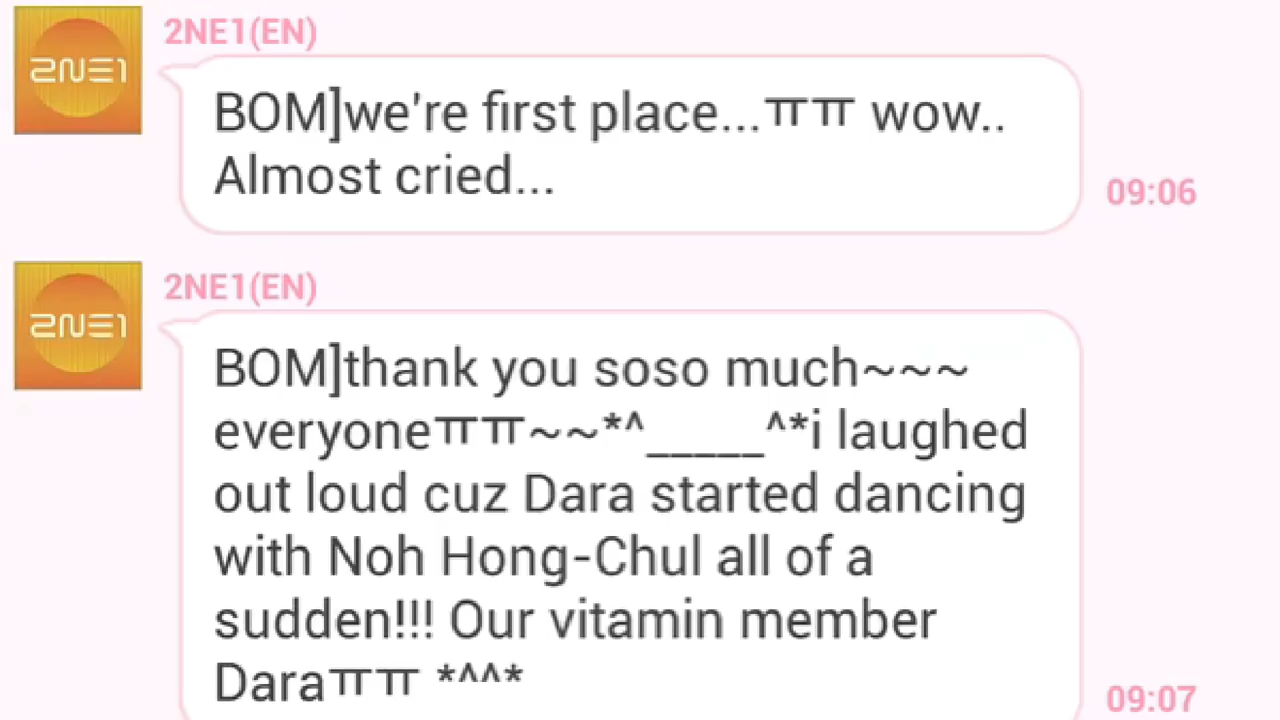 2NE1
2NE1(EN)
BOM]we're first place...ㅠㅠ wow..
Almost cried...
09:06
2NE1
2NE1(EN)
BOM]thank you soso much~~~
everyoneㅠㅠ~~*^_____^*i laughed
out loud cuz Dara started dancing
with Noh Hong-Chul all of a
sudden!!! Our vitamin member
Daraㅠㅠ *^^*
09:07